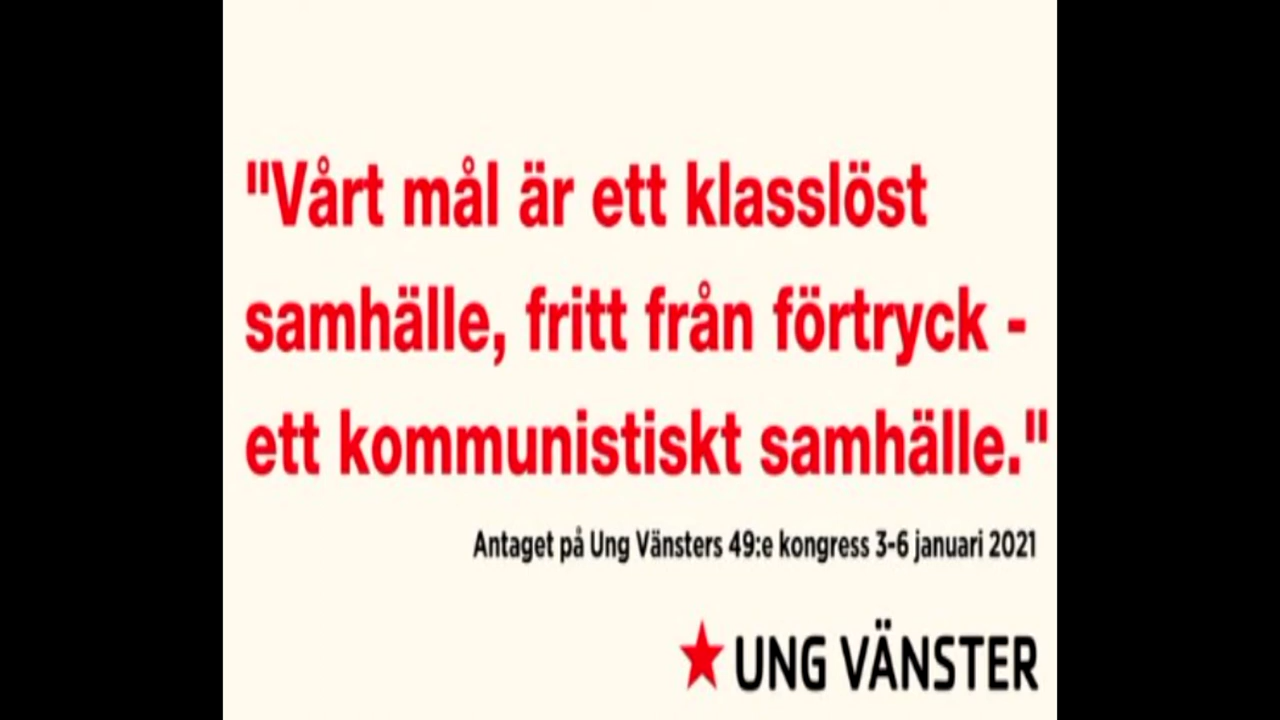 "Vårt mål är ett klasslöst
samhälle, fritt från förtryck -
ett kommunistiskt samhälle."
Antaget på Ung Vänsters 49:e kongress 3-6 januari 2021
UNG VÄNSTER